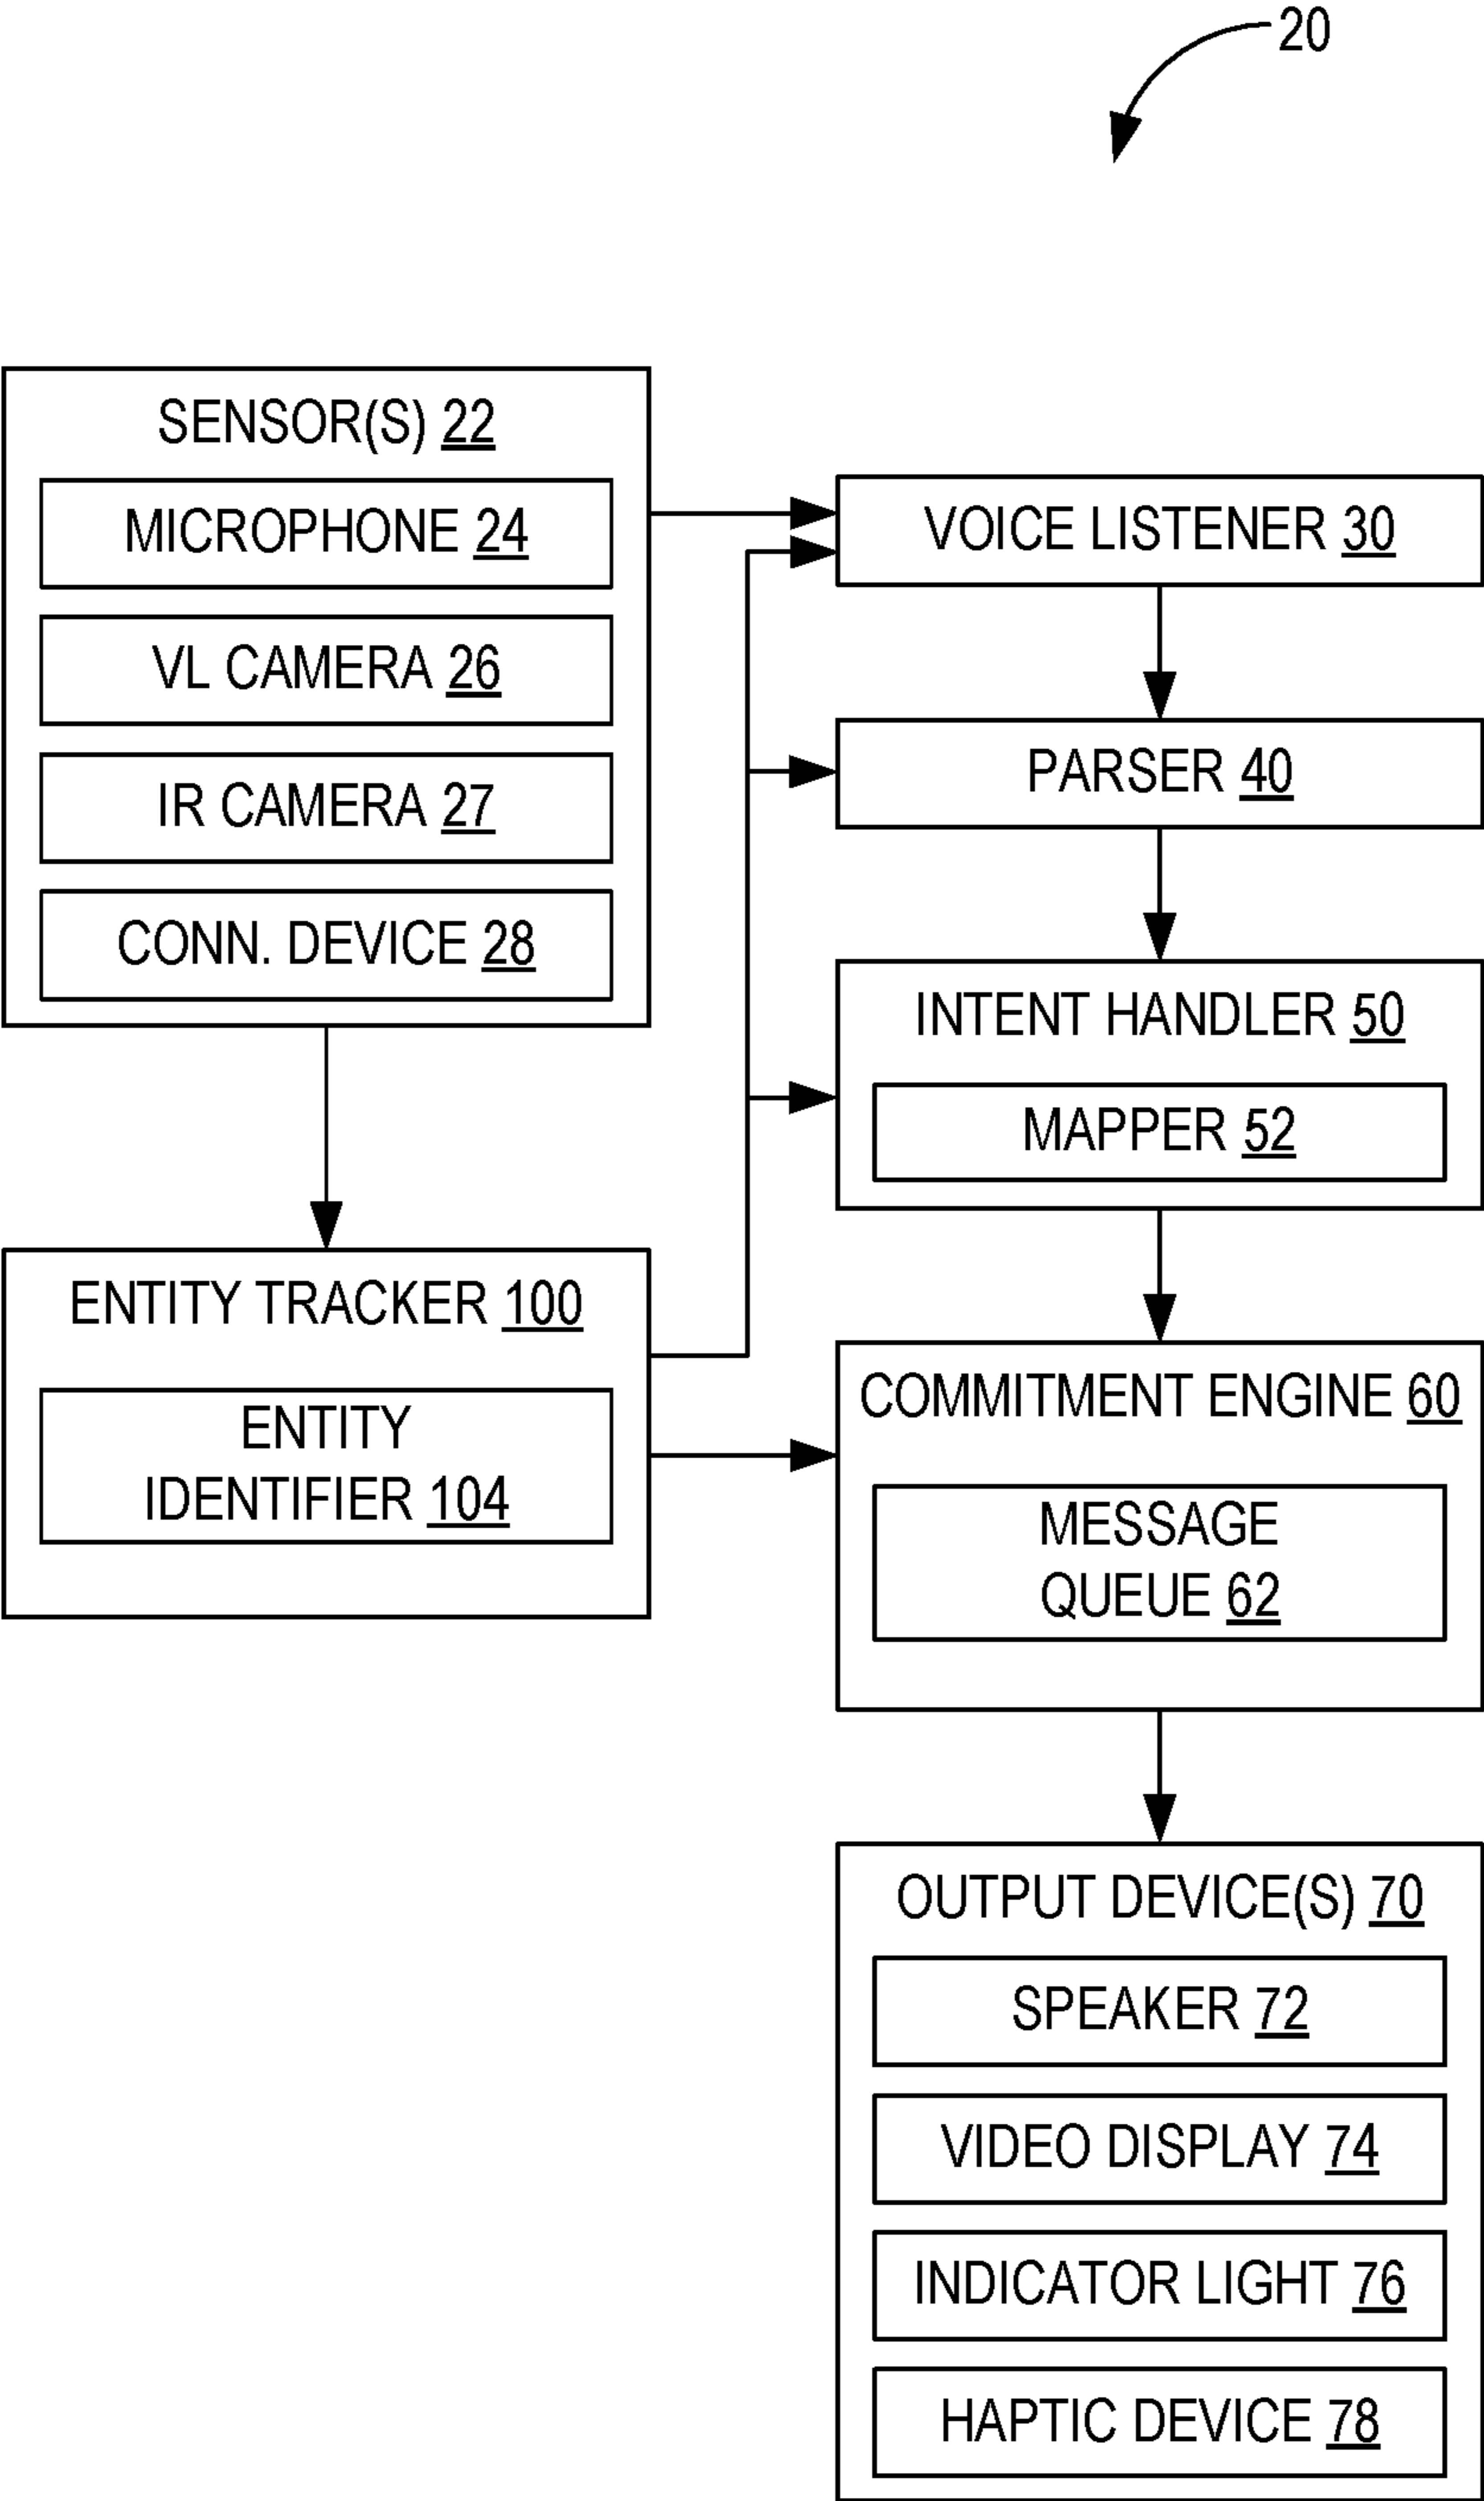 20
SENSOR(S) 22
MICROPHONE 24
VL CAMERA 26
IR CAMERA 27
CONN. DEVICE 28
ENTITY TRACKER 100
ENTITY
IDENTIFIER 104
VOICE LISTENER 30
PARSER 40
INTENT HANDLER 50
MAPPER 52
COMMITMENT ENGINE 60
MESSAGE
QUEUE 62
OUTPUT DEVICE(S) 70
SPEAKER 72
VIDEO DISPLAY 74
INDICATOR LIGHT 76
HAPTIC DEVICE 78